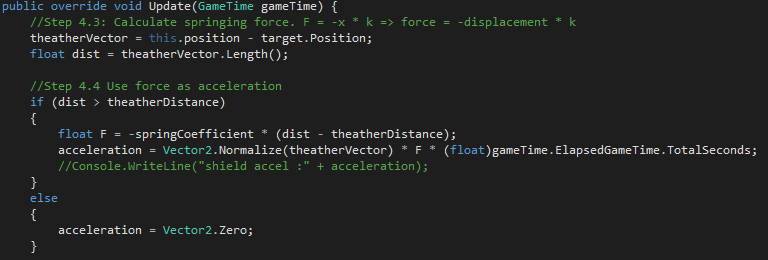 public override void Update(GameTime gameTime) {
//Step 4.3: Calculate springing force. F = -x * k => force = -displacement * k
theatherVector = this.position - target.Position;
float dist = theatherVector.Length();
//Step 4.4 Use force as acceleration
if (dist > theatherDistance)
{
float F = -springCoefficient * (dist - theatherDistance);
acceleration = Vector2.Normalize(theatherVector) * F * (float)gameTime.ElapsedGameTime.TotalSeconds;
//Console.WriteLine("shield accel :" + acceleration);
}
else
{
acceleration = Vector2.Zero;
}